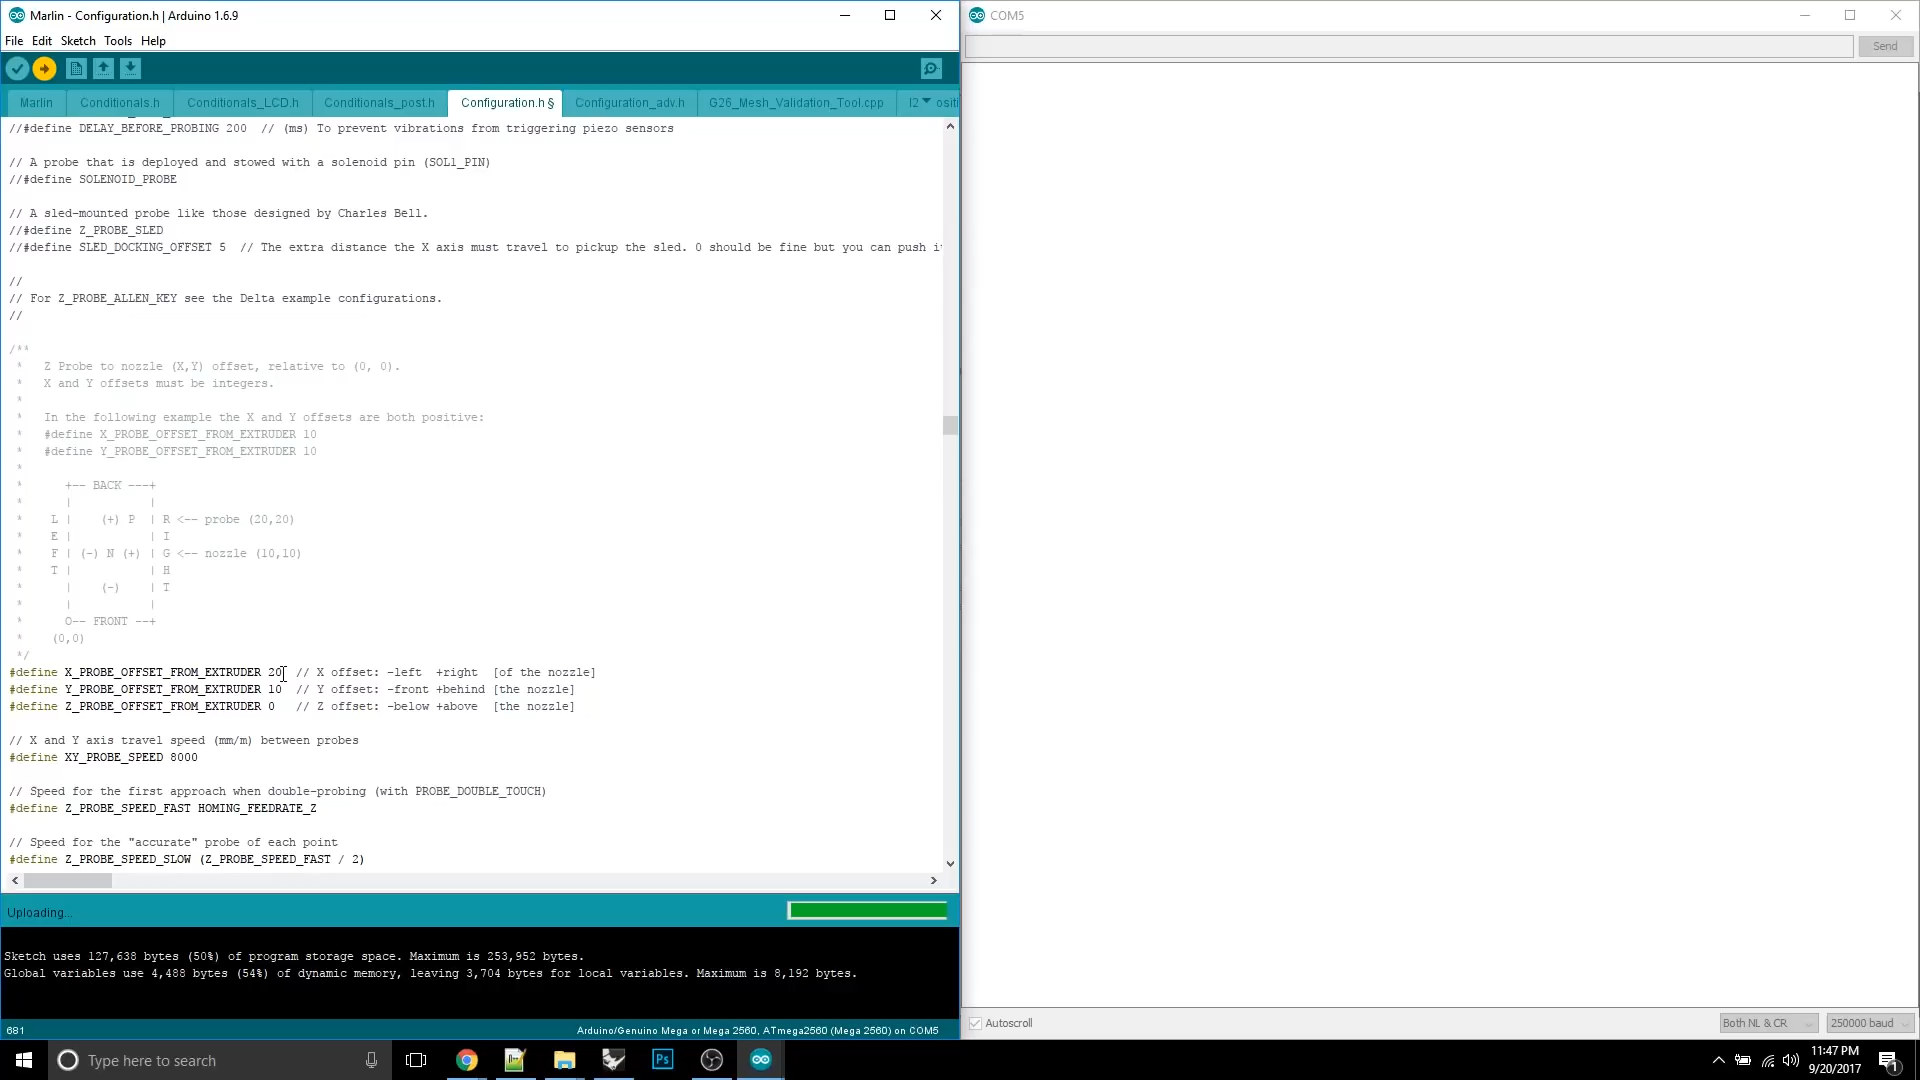 Marlin - Configuration.h | Arduino 1.6.9
File Edit Sketch Tools Help
Marlin Conditionals.h Conditionals_LCD.h Conditionals_post.h Configuration.h § Configuration_adv.h G26_Mesh_Validation_Tool.cpp I2 ositi
//#define DELAY_BEFORE_PROBING 200  // (ms) To prevent vibrations from triggering piezo sensors
// A probe that is deployed and stowed with a solenoid pin (SOL1_PIN)
//#define SOLENOID_PROBE
// A sled-mounted probe like those designed by Charles Bell.
//#define Z_PROBE_SLED
//#define SLED_DOCKING_OFFSET 5  // The extra distance the X axis must travel to pickup the sled. 0 should be fine but you can push i
//
// For Z_PROBE_ALLEN_KEY see the Delta example configurations.
//
/**
 *   Z Probe to nozzle (X,Y) offset, relative to (0, 0).
 *   X and Y offsets must be integers.
 *
 *   In the following example the X and Y offsets are both positive:
 *   #define X_PROBE_OFFSET_FROM_EXTRUDER 10
 *   #define Y_PROBE_OFFSET_FROM_EXTRUDER 10
 *
 *      +-- BACK ---+
 *      |           |
 *    L |    (+) P  | R <-- probe (20,20)
 *    E |           | I
 *    F | (-) N (+) | G <-- nozzle (10,10)
 *    T |           | H
 *      |    (-)    | T
 *      |           |
 *      O-- FRONT --+
 *    (0,0)
 */
#define X_PROBE_OFFSET_FROM_EXTRUDER 20  // X offset: -left  +right  [of the nozzle]
#define Y_PROBE_OFFSET_FROM_EXTRUDER 10  // Y offset: -front +behind [the nozzle]
#define Z_PROBE_OFFSET_FROM_EXTRUDER 0   // Z offset: -below +above  [the nozzle]
// X and Y axis travel speed (mm/m) between probes
#define XY_PROBE_SPEED 8000
// Speed for the first approach when double-probing (with PROBE_DOUBLE_TOUCH)
#define Z_PROBE_SPEED_FAST HOMING_FEEDRATE_Z
// Speed for the "accurate" probe of each point
#define Z_PROBE_SPEED_SLOW (Z_PROBE_SPEED_FAST / 2)
Uploading...
Sketch uses 127,638 bytes (50%) of program storage space. Maximum is 253,952 bytes.
Global variables use 4,488 bytes (54%) of dynamic memory, leaving 3,704 bytes for local variables. Maximum is 8,192 bytes.
681 Arduino/Genuino Mega or Mega 2560, ATmega2560 (Mega 2560) on COM5
COM5
Send
Autoscroll Both NL & CR 250000 baud
Type here to search
Ps
11:47 PM
9/20/2017
1